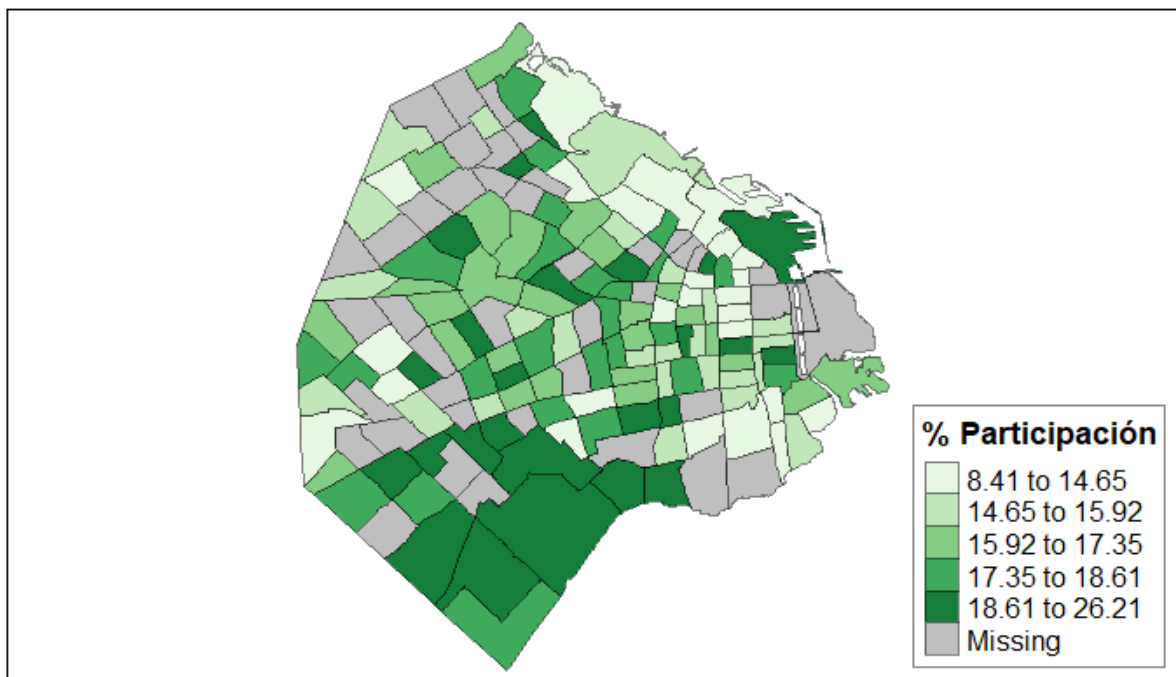 % Participación
8.41 to 14.65
14.65 to 15.92
15.92 to 17.35
17.35 to 18.61
18.61 to 26.21
Missing